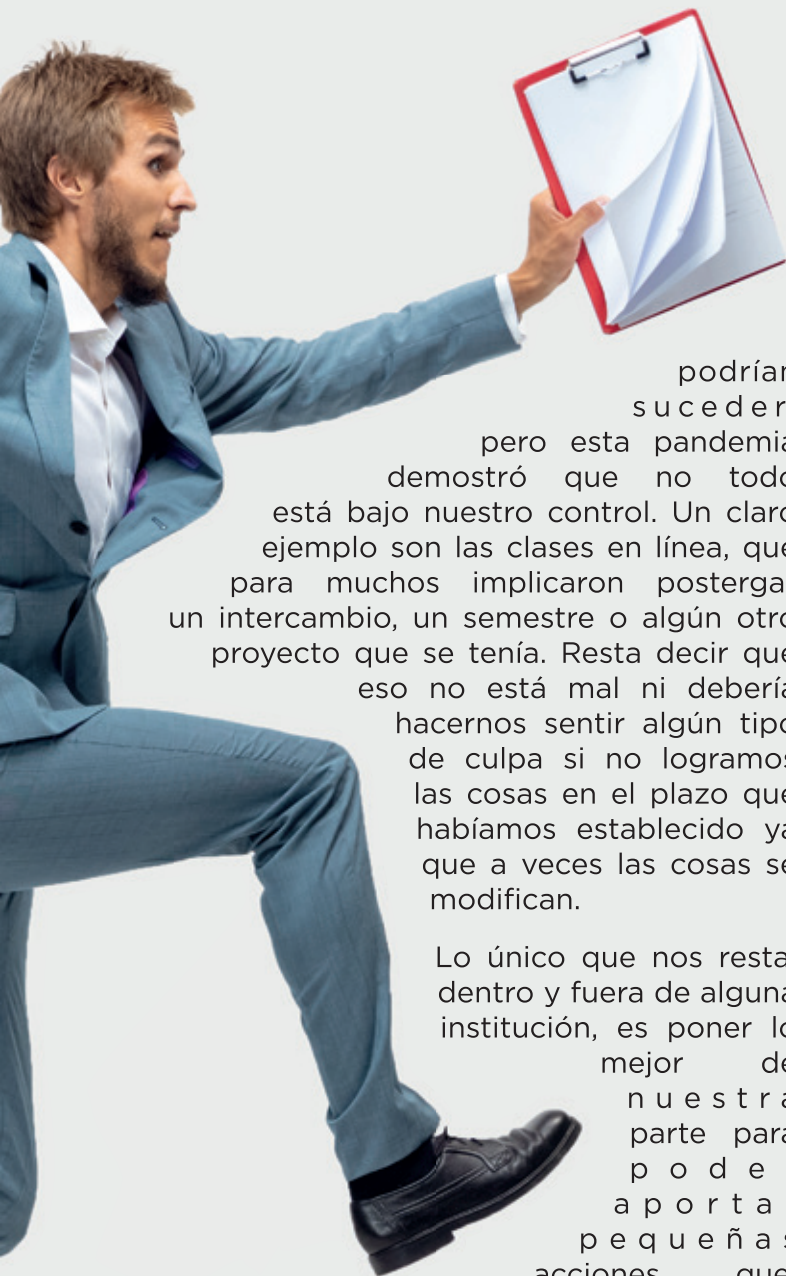 podrían
suceder
pero esta pandemia
demostró que no todo
está bajo nuestro control. Un claro
ejemplo son las clases en línea, que
para muchos implicaron postergar
un intercambio, un semestre o algún otro
proyecto que se tenía. Resta decir que
eso no está mal ni debería
hacernos sentir algún tipo
de culpa si no logramos
las cosas en el plazo que
habíamos establecido ya
que a veces las cosas se
modifican.
Lo único que nos resta
dentro y fuera de alguna
institución, es poner lo
mejor de
nuestra
parte para
poder
aportar
pequeñas
acciones que